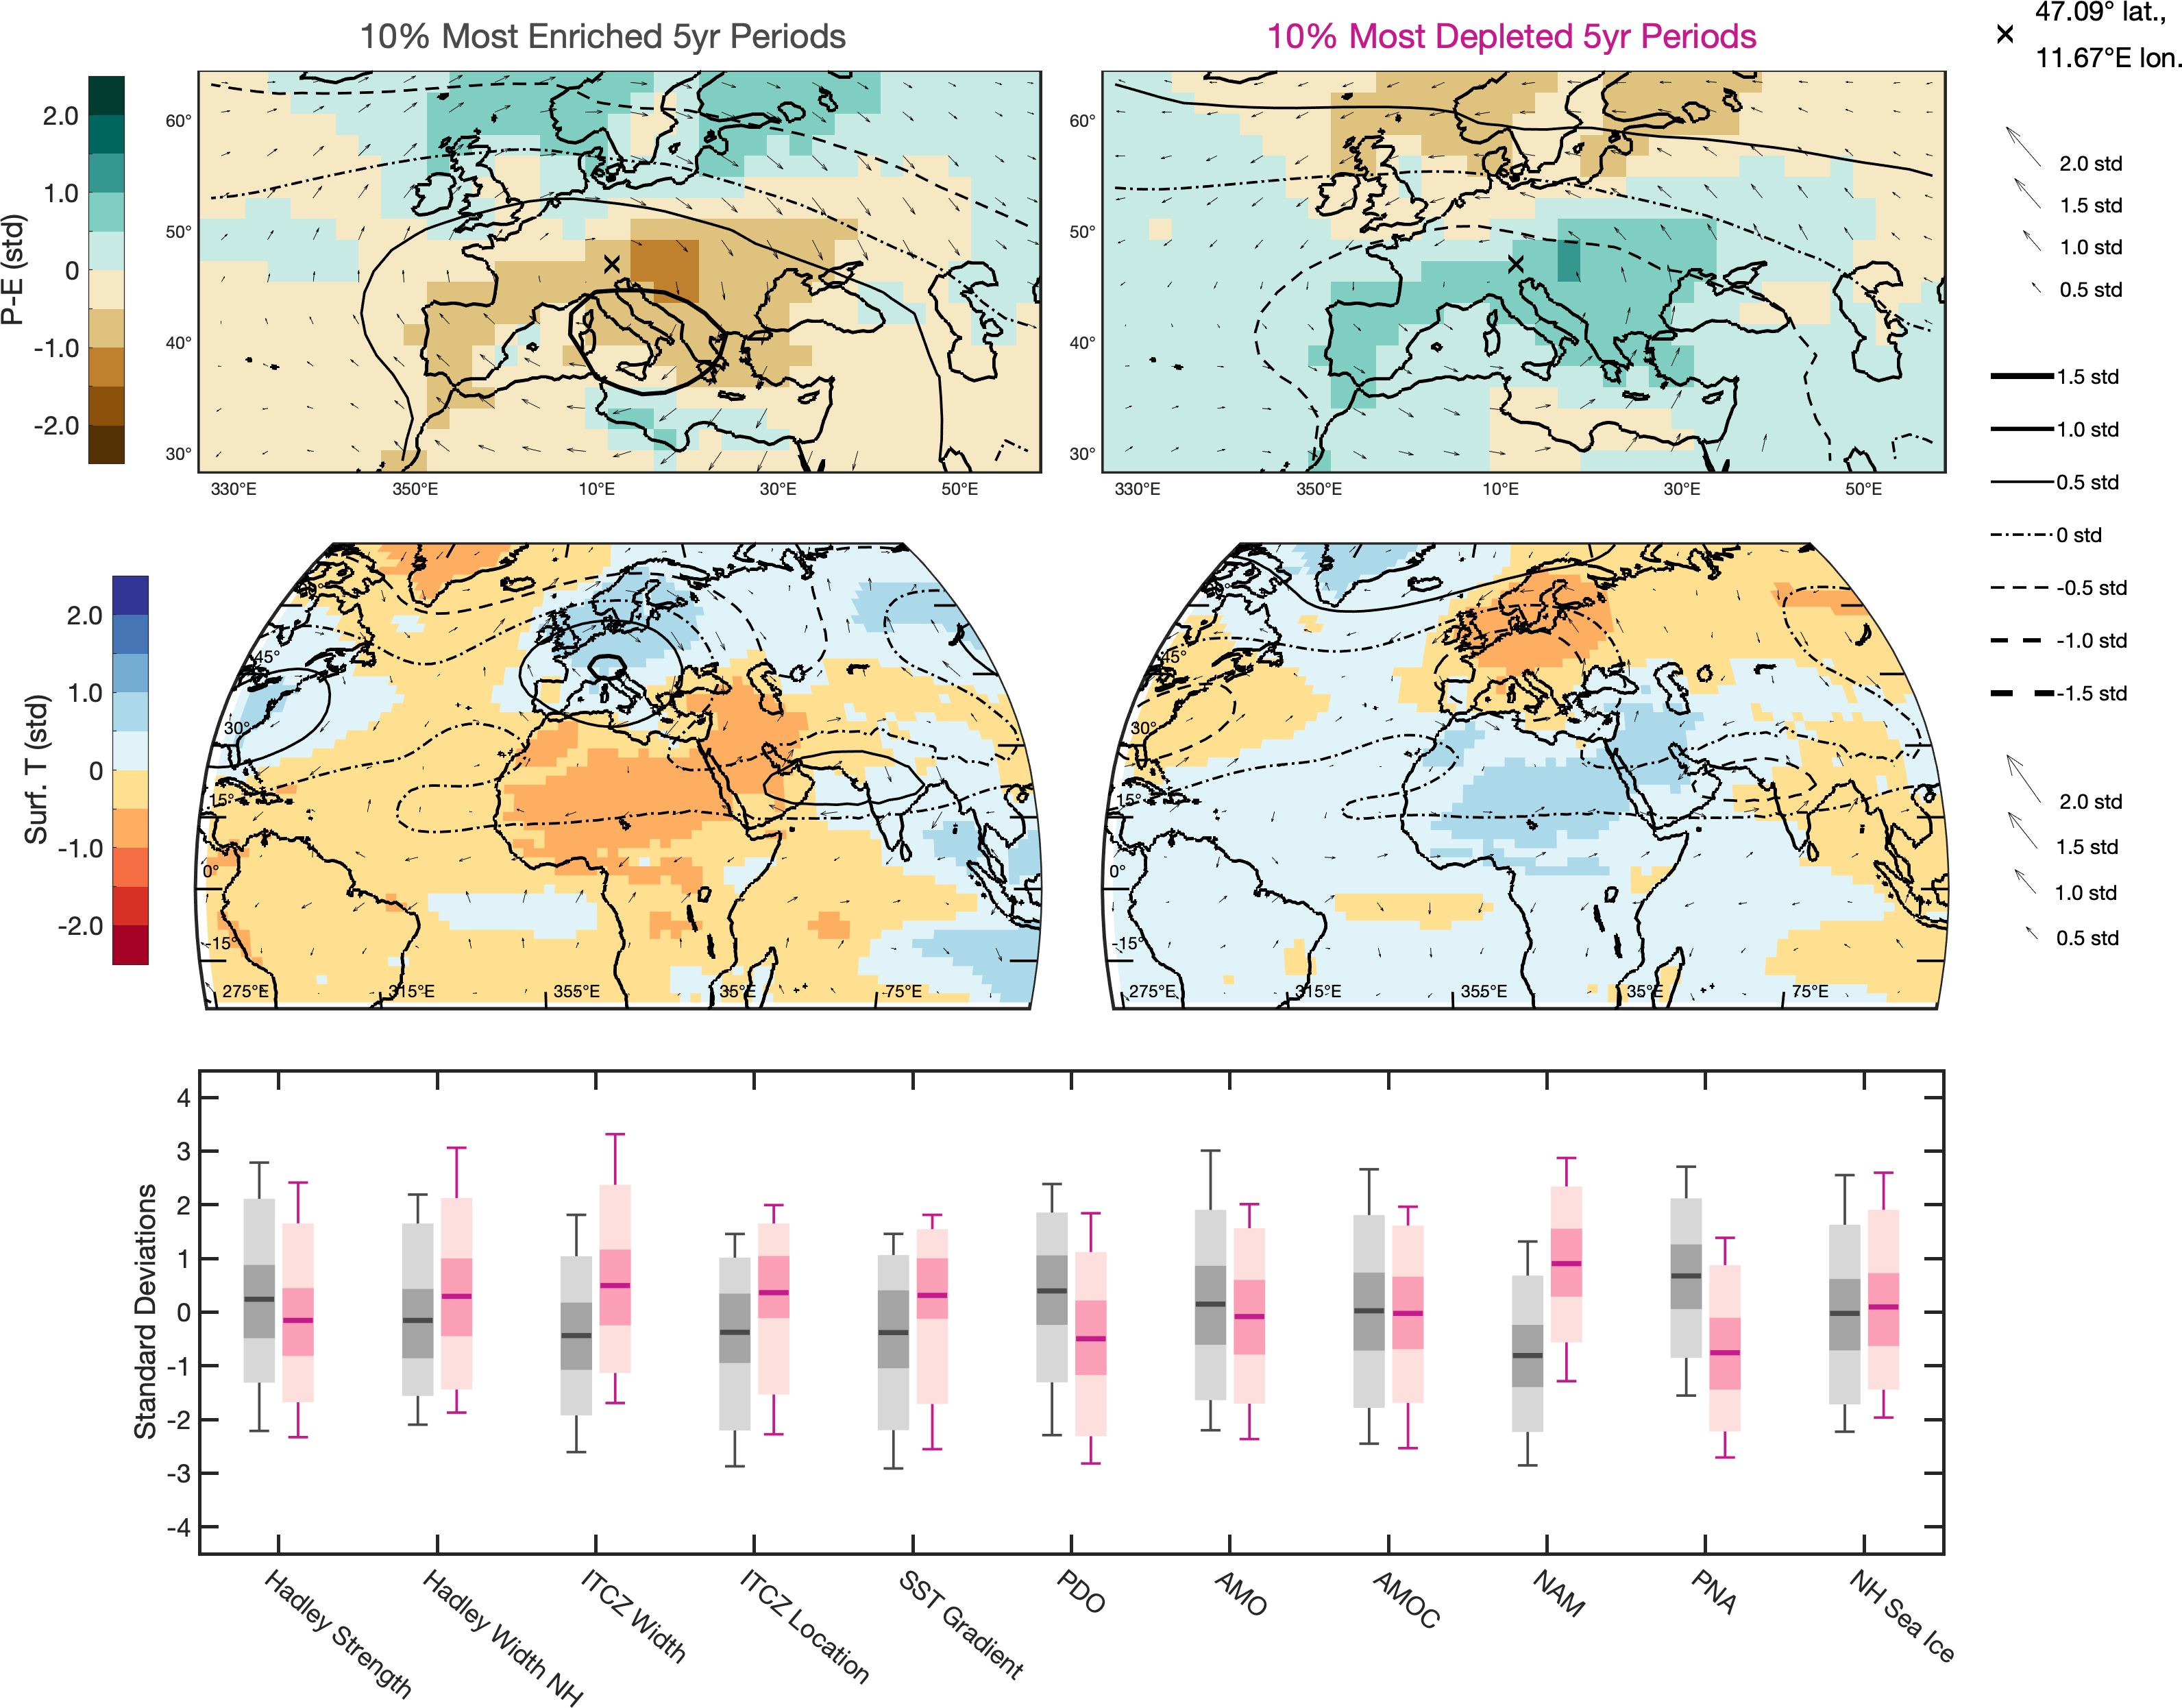 10% Most Enriched 5yr Periods
10% Most Depleted 5yr Periods
47.09° lat.,
11.67°E lon.
P-E (std)
2.0
1.0
0
-1.0
-2.0
60°
50°
40°
30°
330°E
350°E
10°E
30°E
50°E
60°
50°
40°
30°
330°E
350°E
10°E
30°E
50°E
2.0 std
1.5 std
1.0 std
0.5 std
1.5 std
1.0 std
0.5 std
0 std
-0.5 std
-1.0 std
-1.5 std
Surf. T (std)
2.0
1.0
0
-1.0
-2.0
45°
30°
15°
0°
-15°
275°E
315°E
355°E
35°E
75°E
45°
30°
15°
0°
-15°
275°E
315°E
355°E
35°E
75°E
2.0 std
1.5 std
1.0 std
0.5 std
Standard Deviations
4
3
2
1
0
-1
-2
-3
-4
Hadley Strength
Hadley Width NH
ITCZ Width
ITCZ Location
SST Gradient
PDO
AMO
AMOC
NAM
PNA
NH Sea Ice